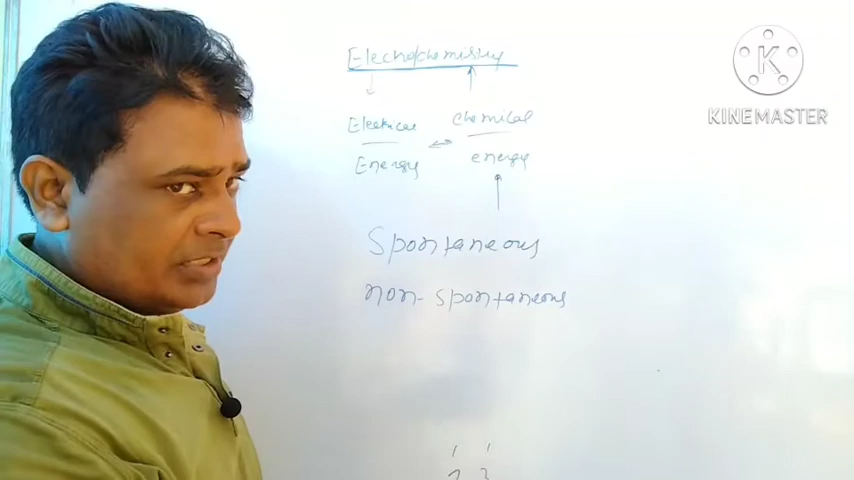 Electrochemistry
Electrical chemical
Energy energy
Spontaneous
non-spontaneous
K
KINEMASTER